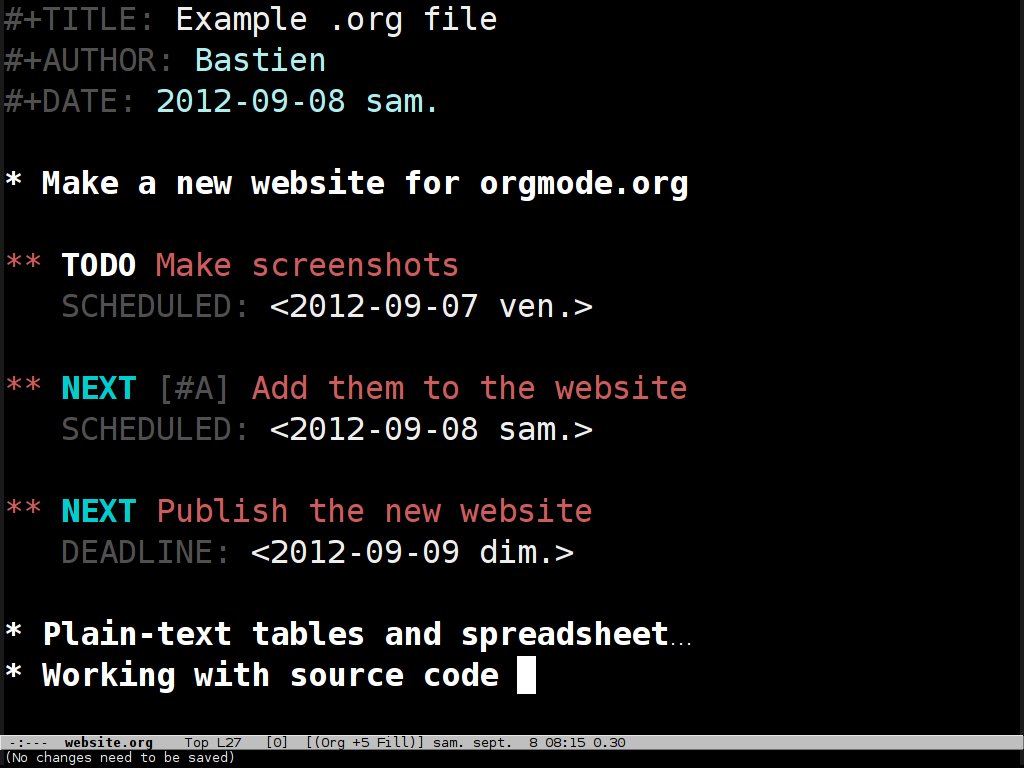 #+TITLE: Example .org file
#+AUTHOR: Bastien
#+DATE: 2012-09-08 sam.
* Make a new website for orgmode.org
** TODO Make screenshots
SCHEDULED: <2012-09-07 ven.>
** NEXT [#A] Add them to the website
SCHEDULED: <2012-09-08 sam.>
** NEXT Publish the new website
DEADLINE: <2012-09-09 dim.>
* Plain-text tables and spreadsheet...
* Working with source code
-:--- website.org Top L27 [0] [(Org +5 Fill)] sam. sept. 8 08:15 0.30
(No changes need to be saved)